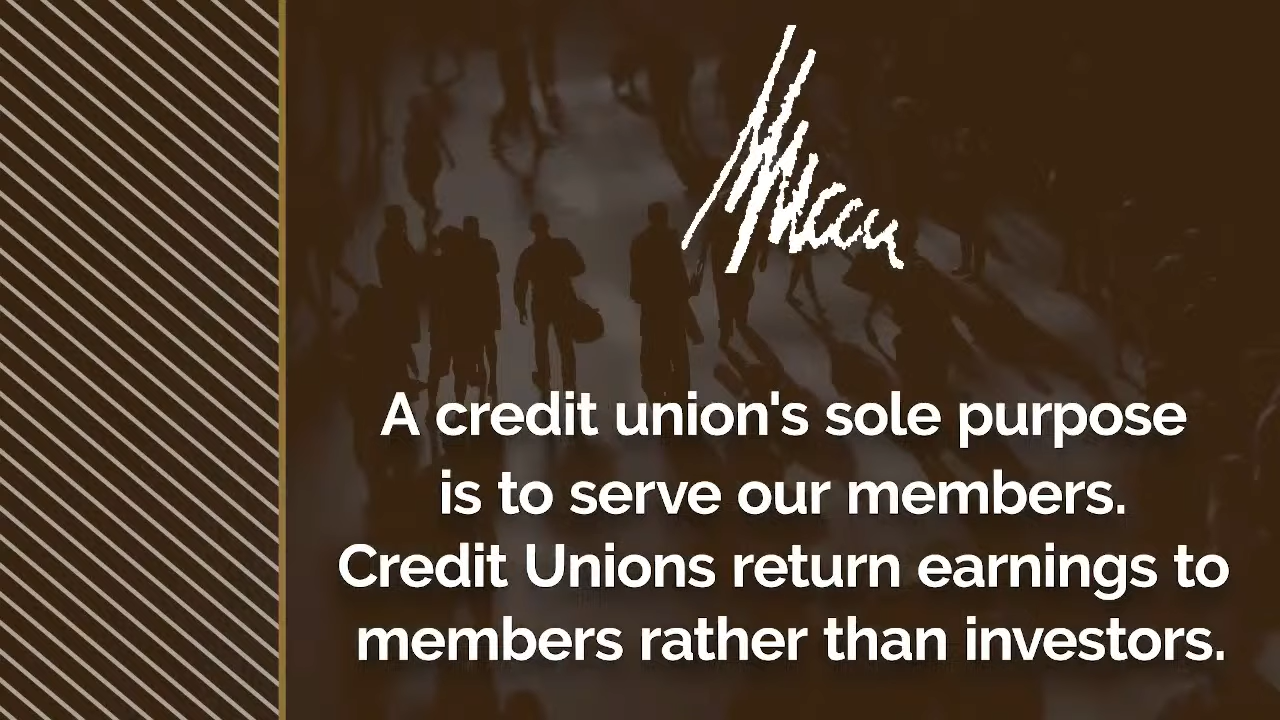 A credit union's sole purpose
is to serve our members.
Credit Unions return earnings to
members rather than investors.